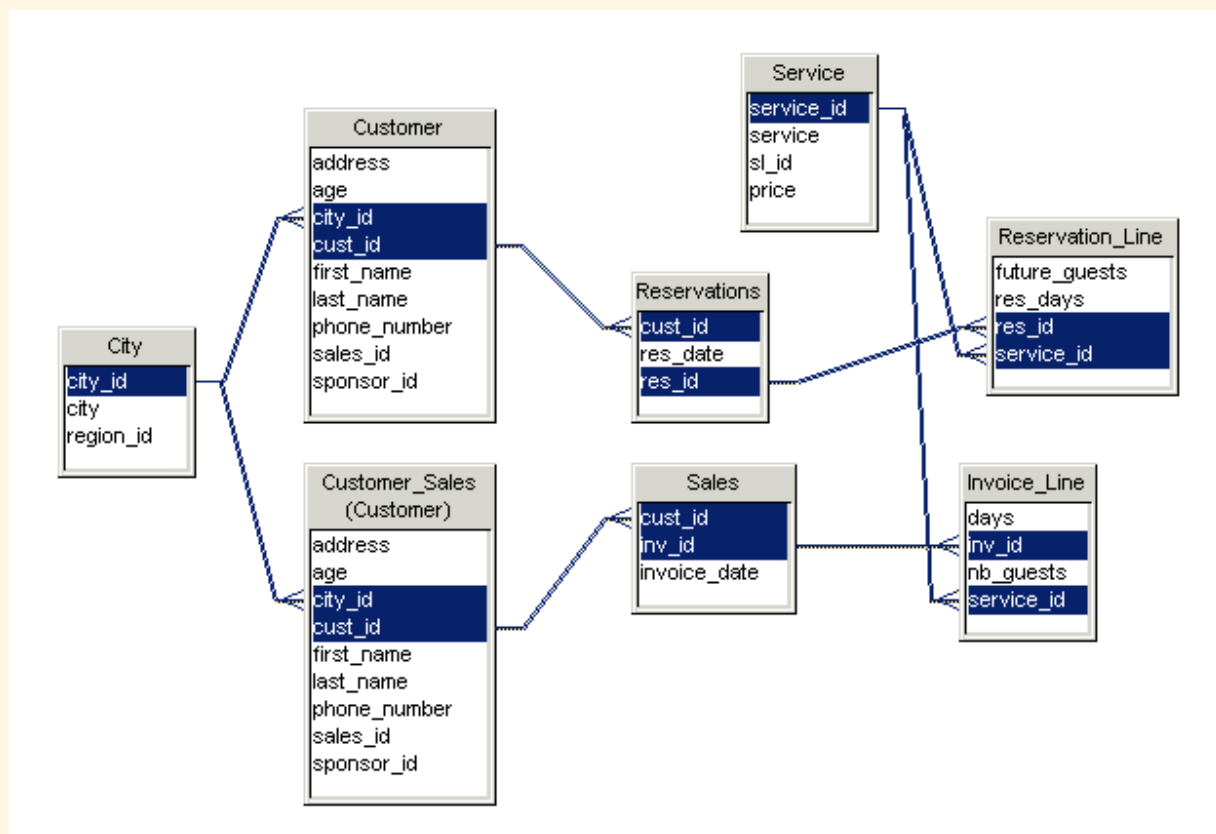 Service
service_id
service
sl_id
price
Customer
address
age
city_id
cust_id
first_name
last_name
phone_number
sales_id
sponsor_id
Reservation_Line
future_guests
res_days
res_id
service_id
Reservations
cust_id
res_date
res_id
City
city_id
city
region_id
Customer_Sales
(Customer)
address
age
city_id
cust_id
first_name
last_name
phone_number
sales_id
sponsor_id
Sales
cust_id
inv_id
invoice_date
Invoice_Line
days
inv_id
nb_guests
service_id